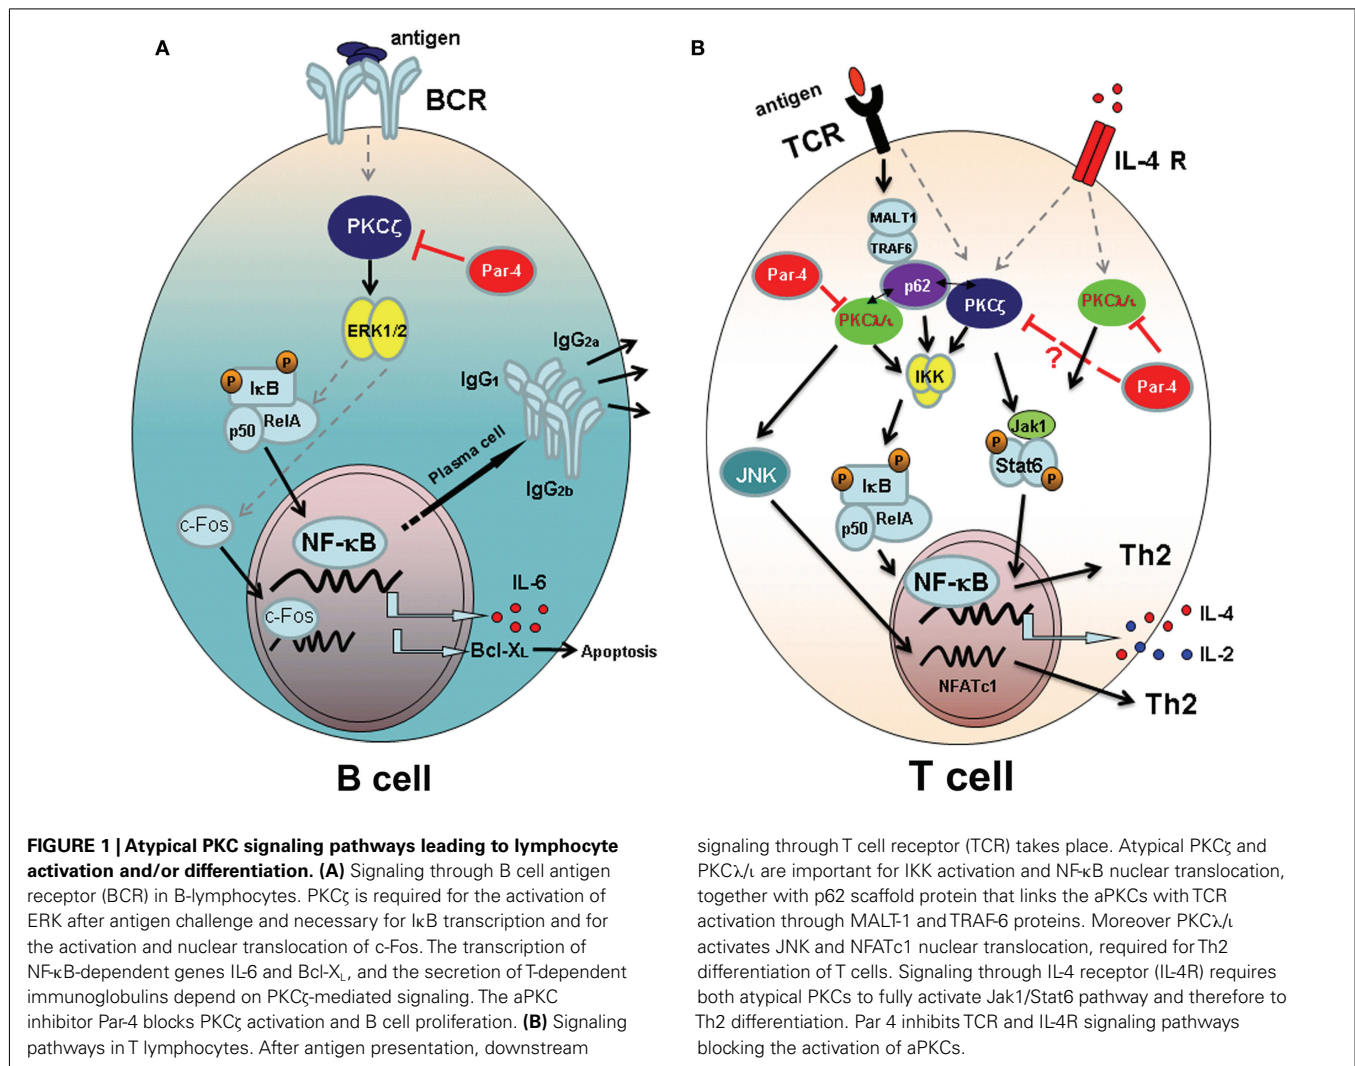 A
antigen
BCR
PKCζ
Par-4
ERK1/2
P
P
IκB
p50
RelA
c-Fos
NF-κB
c-Fos
Plasma cell
IgG2a
IgG1
IgG2b
IL-6
Bcl-XL
Apoptosis
B cell
B
antigen
TCR
IL-4 R
MALT1
TRAF6
Par-4
p62
PKCλ/ι
PKCζ
PKCλ/ι
?
Par-4
IKK
JNK
Jak1
P
Stat6
P
P
P
IκB
p50
RelA
NF-κB
NFATc1
Th2
IL-4
IL-2
Th2
T cell
FIGURE 1 | Atypical PKC signaling pathways leading to lymphocyte
activation and/or differentiation. (A) Signaling through B cell antigen
receptor (BCR) in B-lymphocytes. PKCζ is required for the activation of
ERK after antigen challenge and necessary for IκB transcription and for
the activation and nuclear translocation of c-Fos. The transcription of
NF-κB-dependent genes IL-6 and Bcl-XL, and the secretion of T-dependent
immunoglobulins depend on PKCζ-mediated signaling. The aPKC
inhibitor Par-4 blocks PKCζ activation and B cell proliferation. (B) Signaling
pathways in T lymphocytes. After antigen presentation, downstream
signaling through T cell receptor (TCR) takes place. Atypical PKCζ and
PKCλ/ι are important for IKK activation and NF-κB nuclear translocation,
together with p62 scaffold protein that links the aPKCs with TCR
activation through MALT-1 and TRAF-6 proteins. Moreover PKCλ/ι
activates JNK and NFATc1 nuclear translocation, required for Th2
differentiation of T cells. Signaling through IL-4 receptor (IL-4R) requires
both atypical PKCs to fully activate Jak1/Stat6 pathway and therefore to
Th2 differentiation. Par 4 inhibits TCR and IL-4R signaling pathways
blocking the activation of aPKCs.